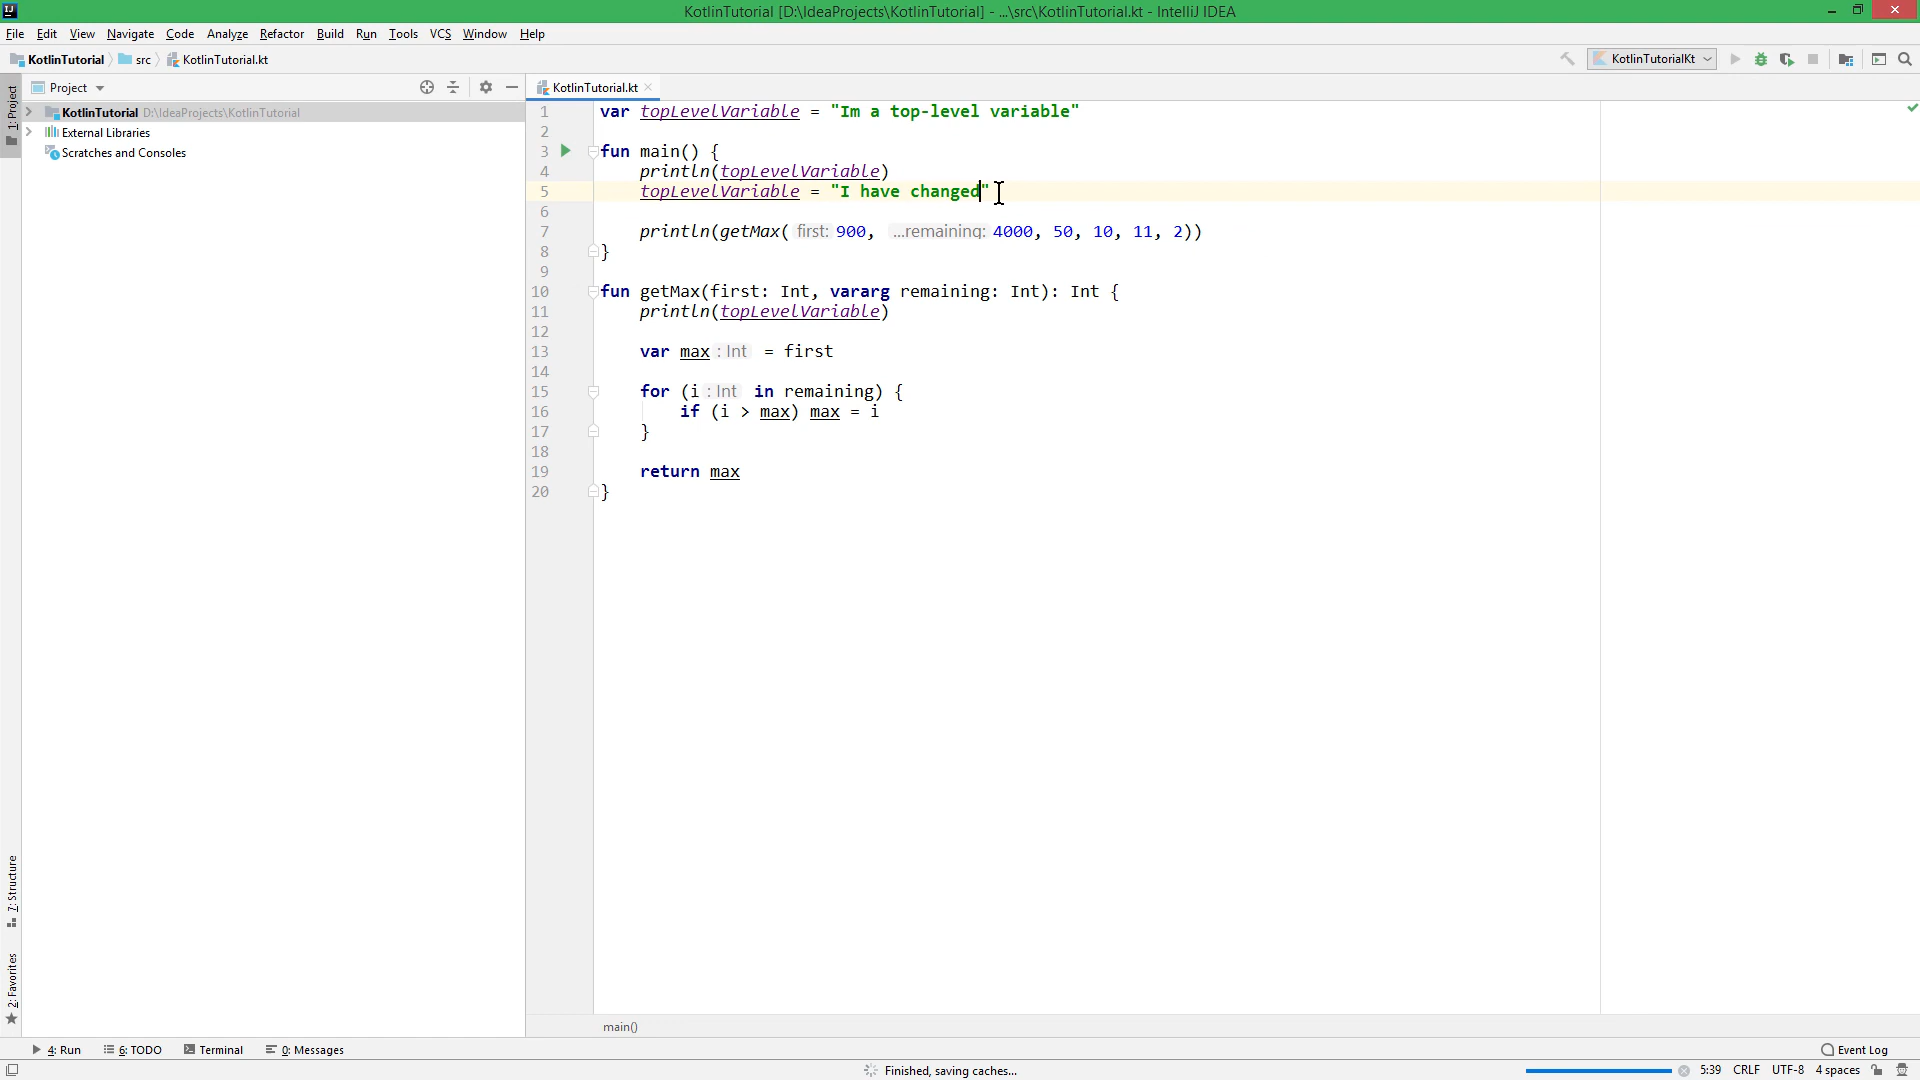 KotlinTutorial [D:\IdeaProjects\KotlinTutorial] - ...\src\KotlinTutorial.kt - IntelliJ IDEA
File Edit View Navigate Code Analyze Refactor Build Run Tools VCS Window Help
KotlinTutorial src KotlinTutorial.kt KotlinTutorialKt
Project KotlinTutorial.kt
1: Project
KotlinTutorial D:\IdeaProjects\KotlinTutorial
External Libraries
Scratches and Consoles
1 var topLevelVariable = "Im a top-level variable"
2
3 fun main() {
4 println(topLevelVariable)
5 topLevelVariable = "I have changed"
6
7 println(getMax( first: 900, ...remaining: 4000, 50, 10, 11, 2))
8 }
9
10 fun getMax(first: Int, vararg remaining: Int): Int {
11 println(topLevelVariable)
12
13 var max : Int = first
14
15 for (i : Int in remaining) {
16 if (i > max) max = i
17 }
18
19 return max
20 }
7: Structure
2: Favorites
main()
4: Run 6: TODO Terminal 0: Messages Event Log
Finished, saving caches... 5:39 CRLF UTF-8 4 spaces